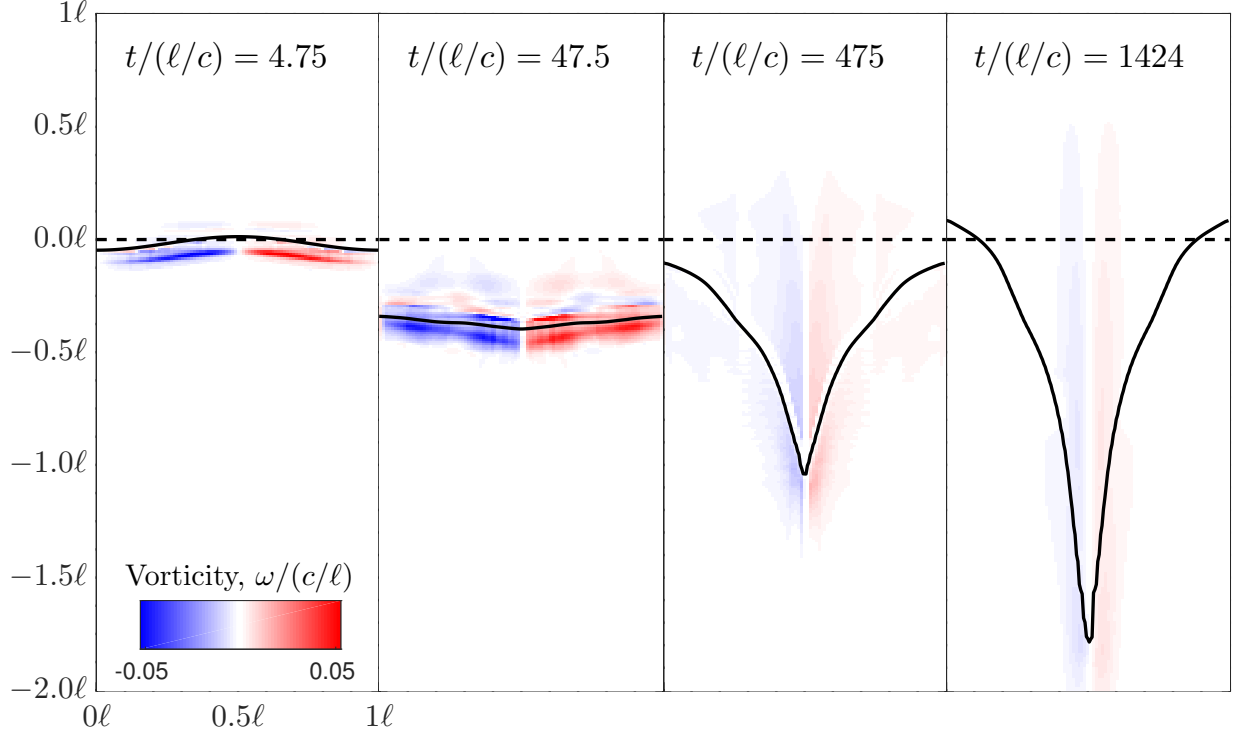 1ℓ
t/(ℓ/c) = 4.75
t/(ℓ/c) = 47.5
t/(ℓ/c) = 475
t/(ℓ/c) = 1424
0.5ℓ
0.0ℓ
−0.5ℓ
−1.0ℓ
−1.5ℓ
−2.0ℓ
Vorticity, ω/(c/ℓ)
-0.05 0.05
0ℓ 0.5ℓ 1ℓ